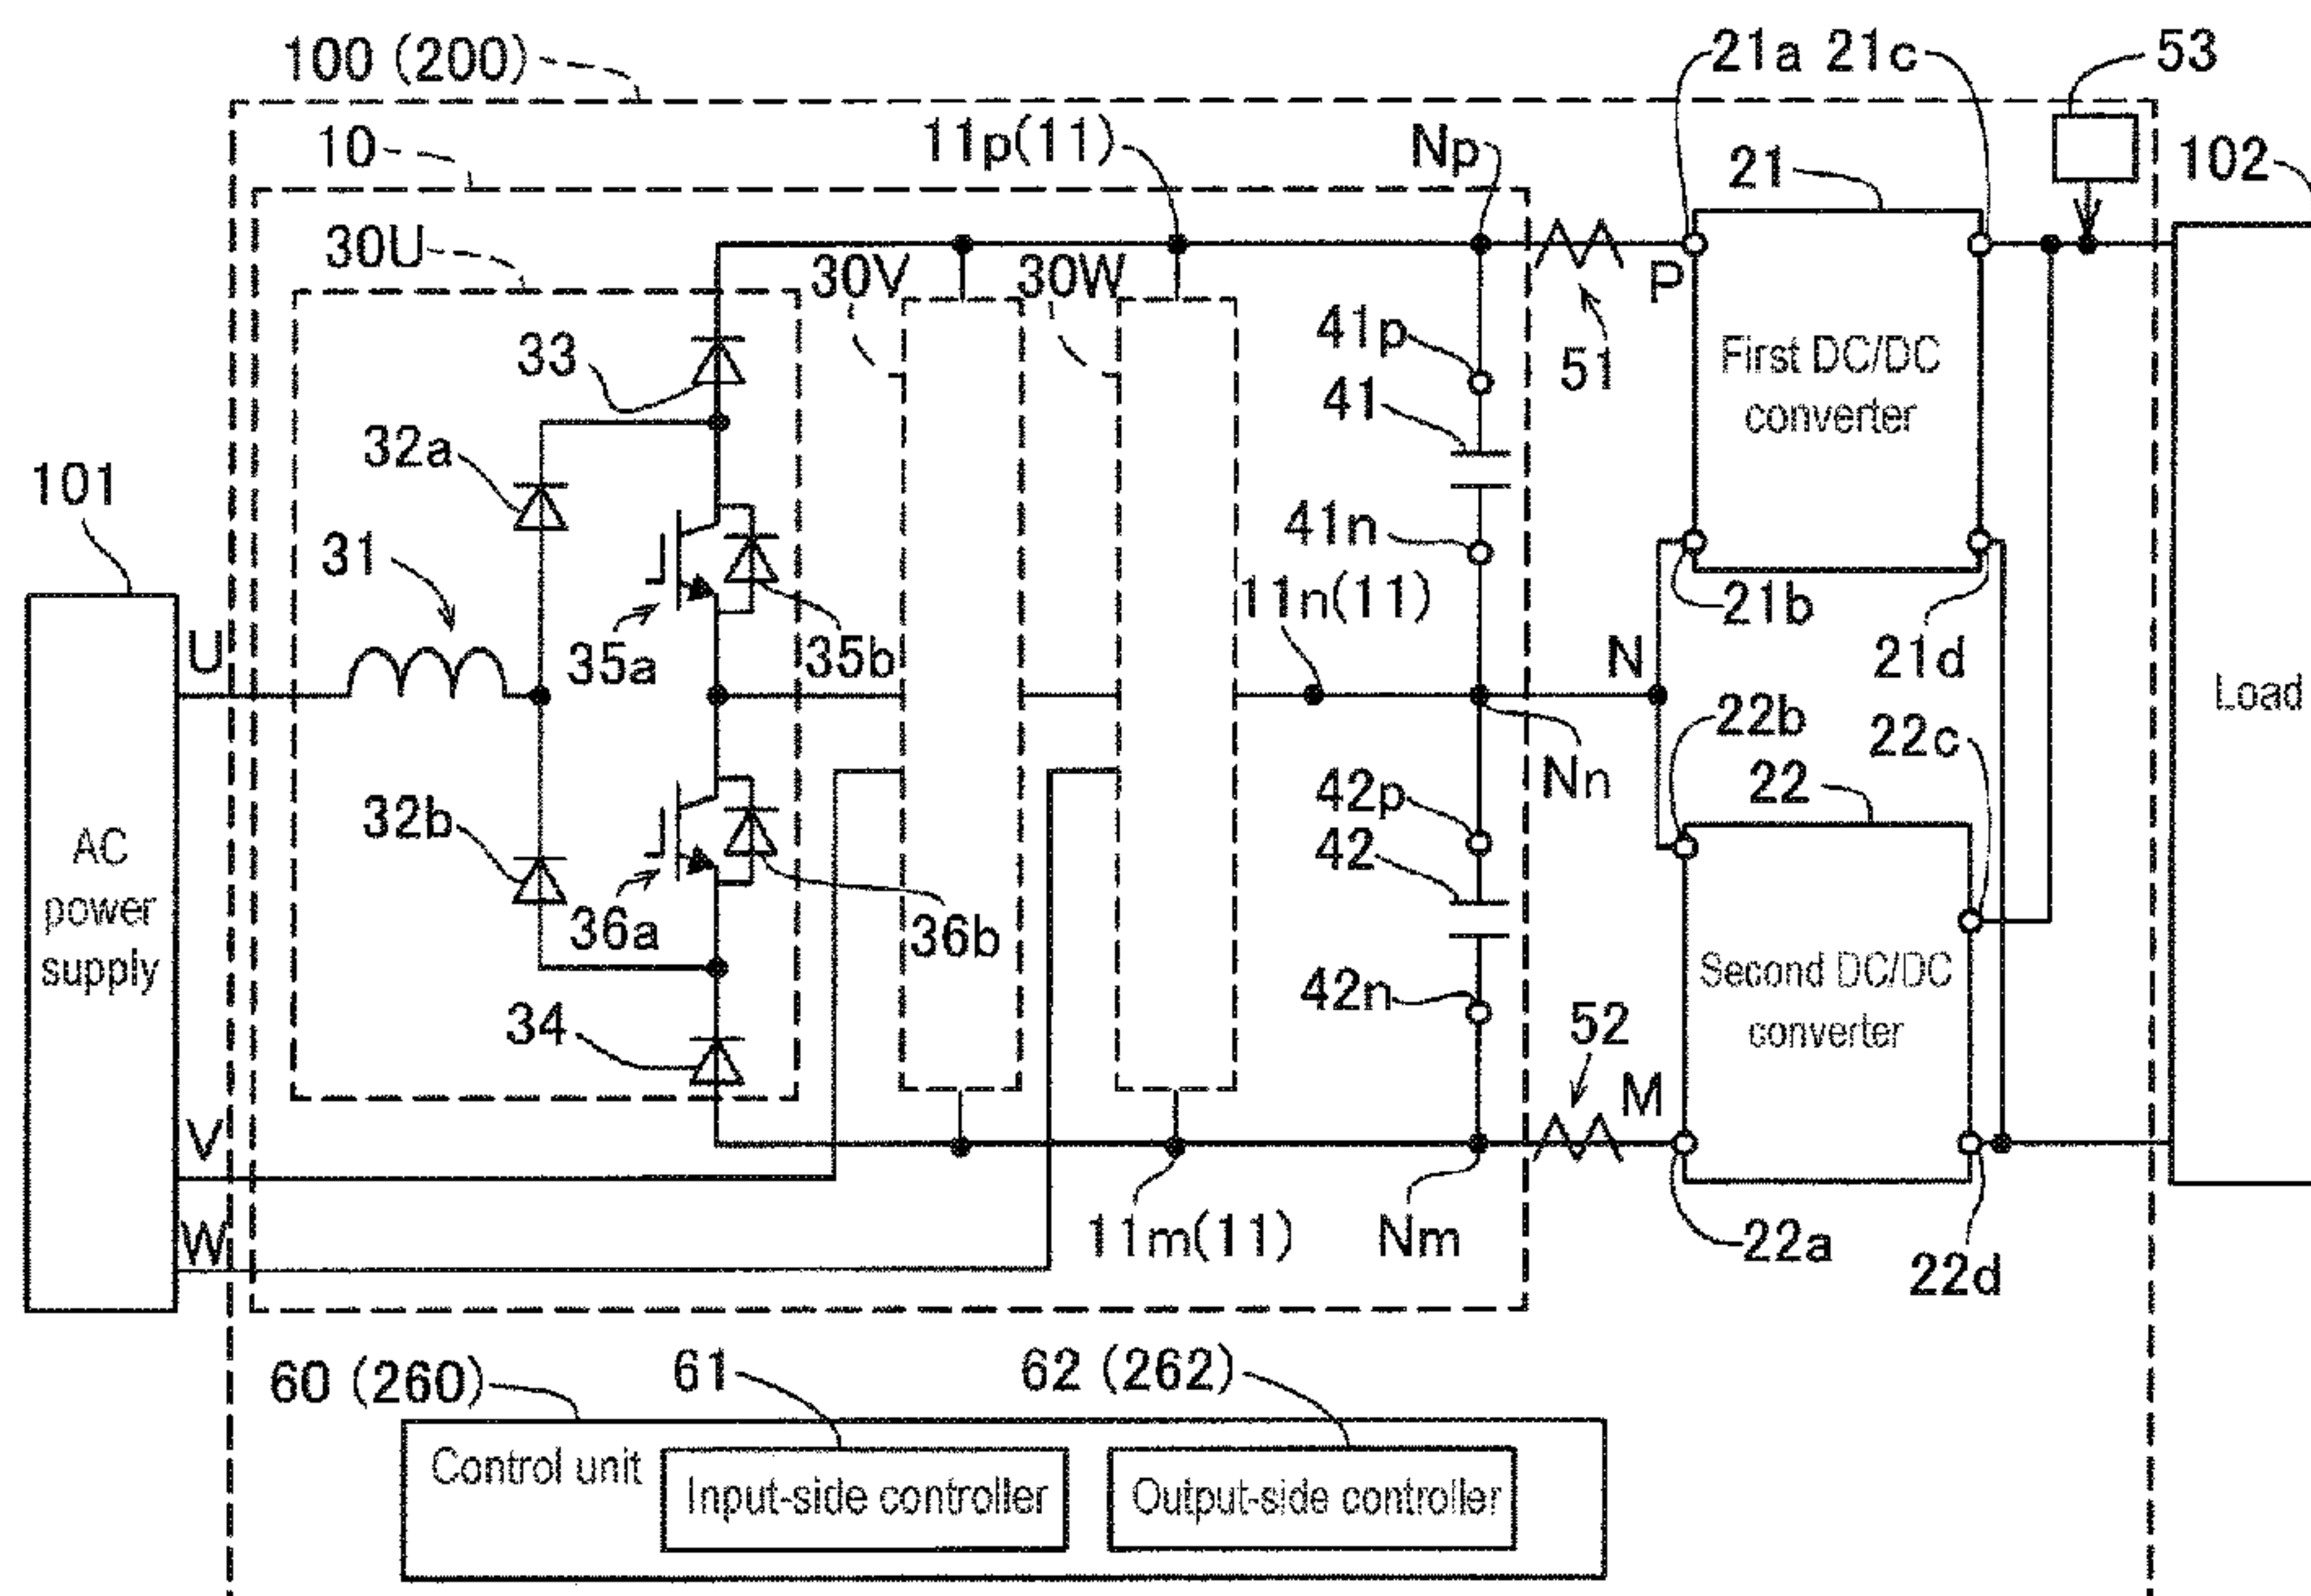 100 (200)
21a 21c
53
10
11p(11)
Np
21
102
30U
30V
30W
P
41p
51
First DC/DC
converter
33
41
32a
101
41n
31
11n(11)
21b
U
35a
35b
N
21d
Load
22b
22c
Nn
22
42p
32b
42
AC
power
supply
36a
36b
42n
Second DC/DC
converter
34
52
M
V
11m(11)
Nm
22a
W
22d
60 (260)
61
62 (262)
Control unit
Input-side controller
Output-side controller